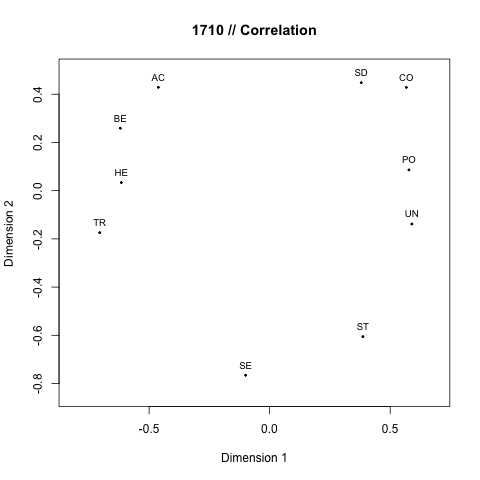 1710 // Correlation
AC
SD
CO
BE
HE
PO
TR
UN
ST
SE
0.4
0.2
0.0
-0.2
-0.4
-0.6
-0.8
Dimension 2
-0.5
0.0
0.5
Dimension 1